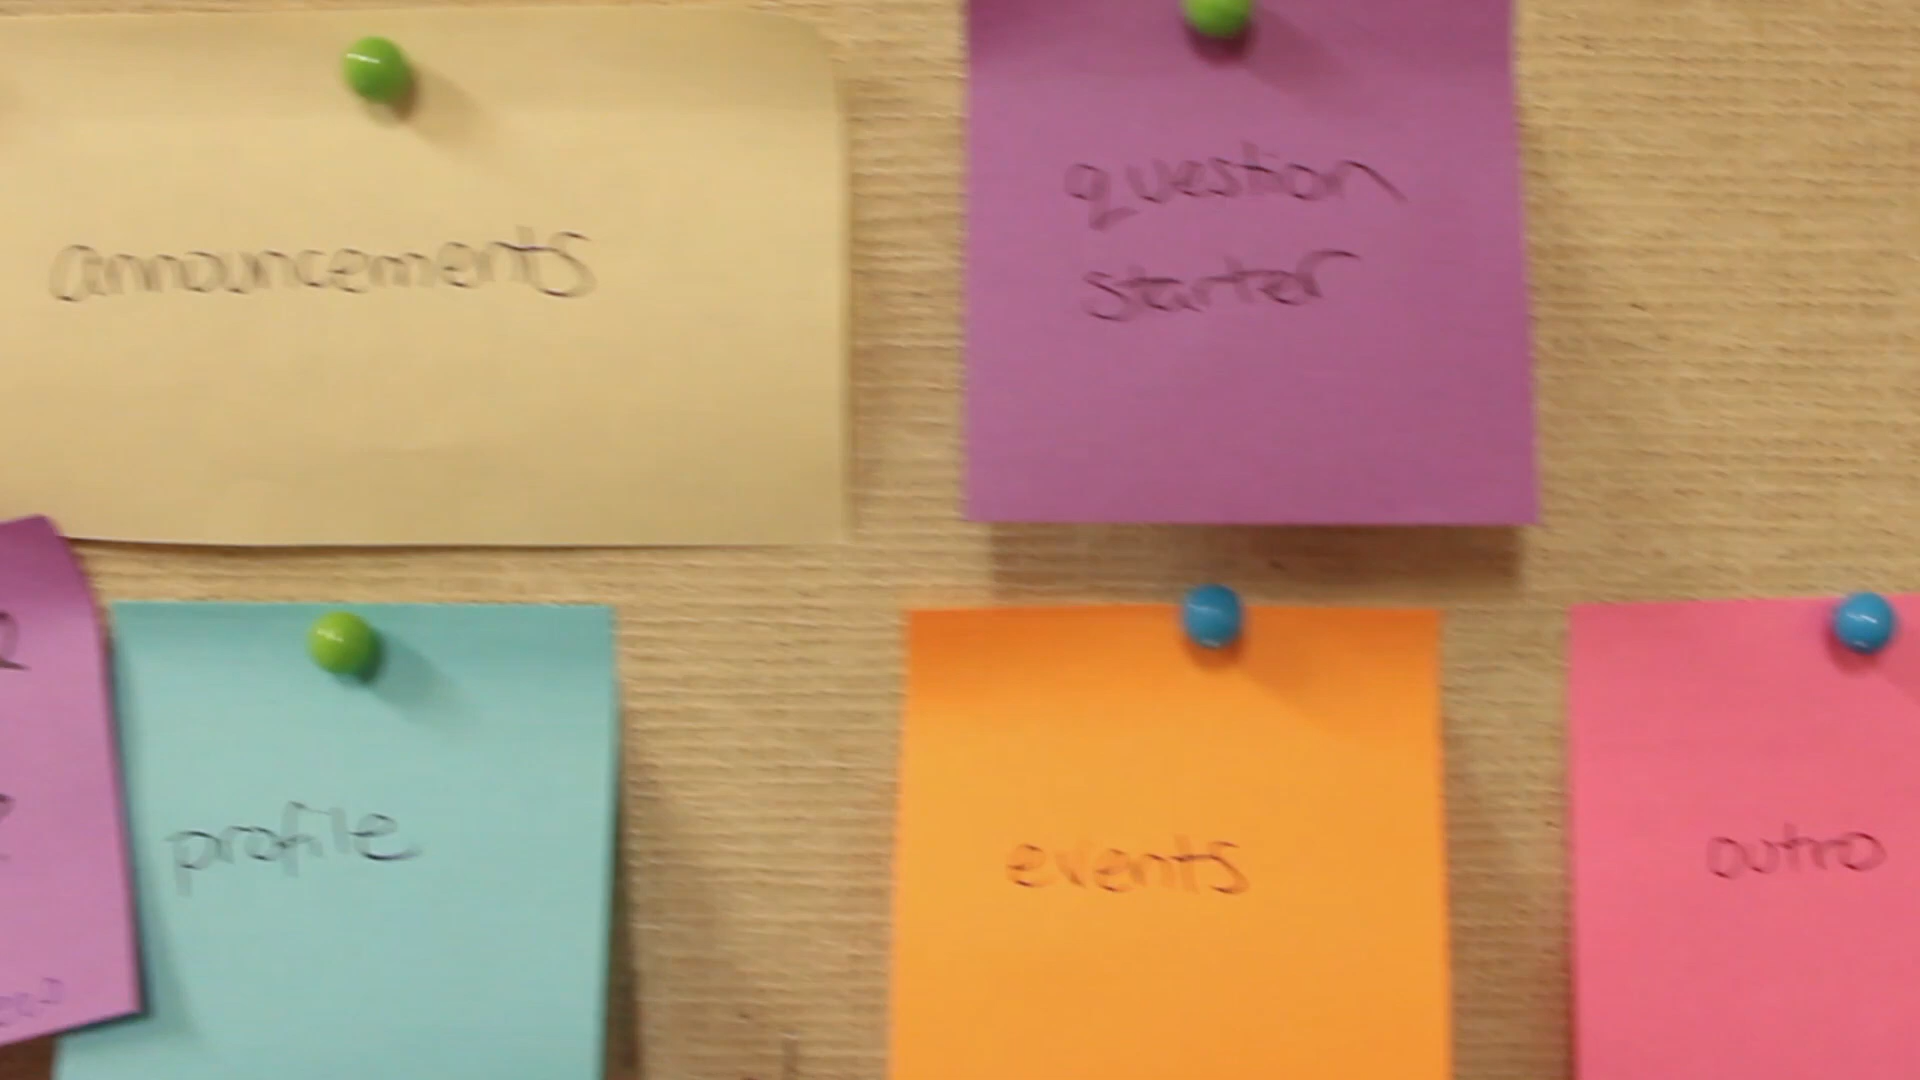 announcements
question
starter
profile
events
outro